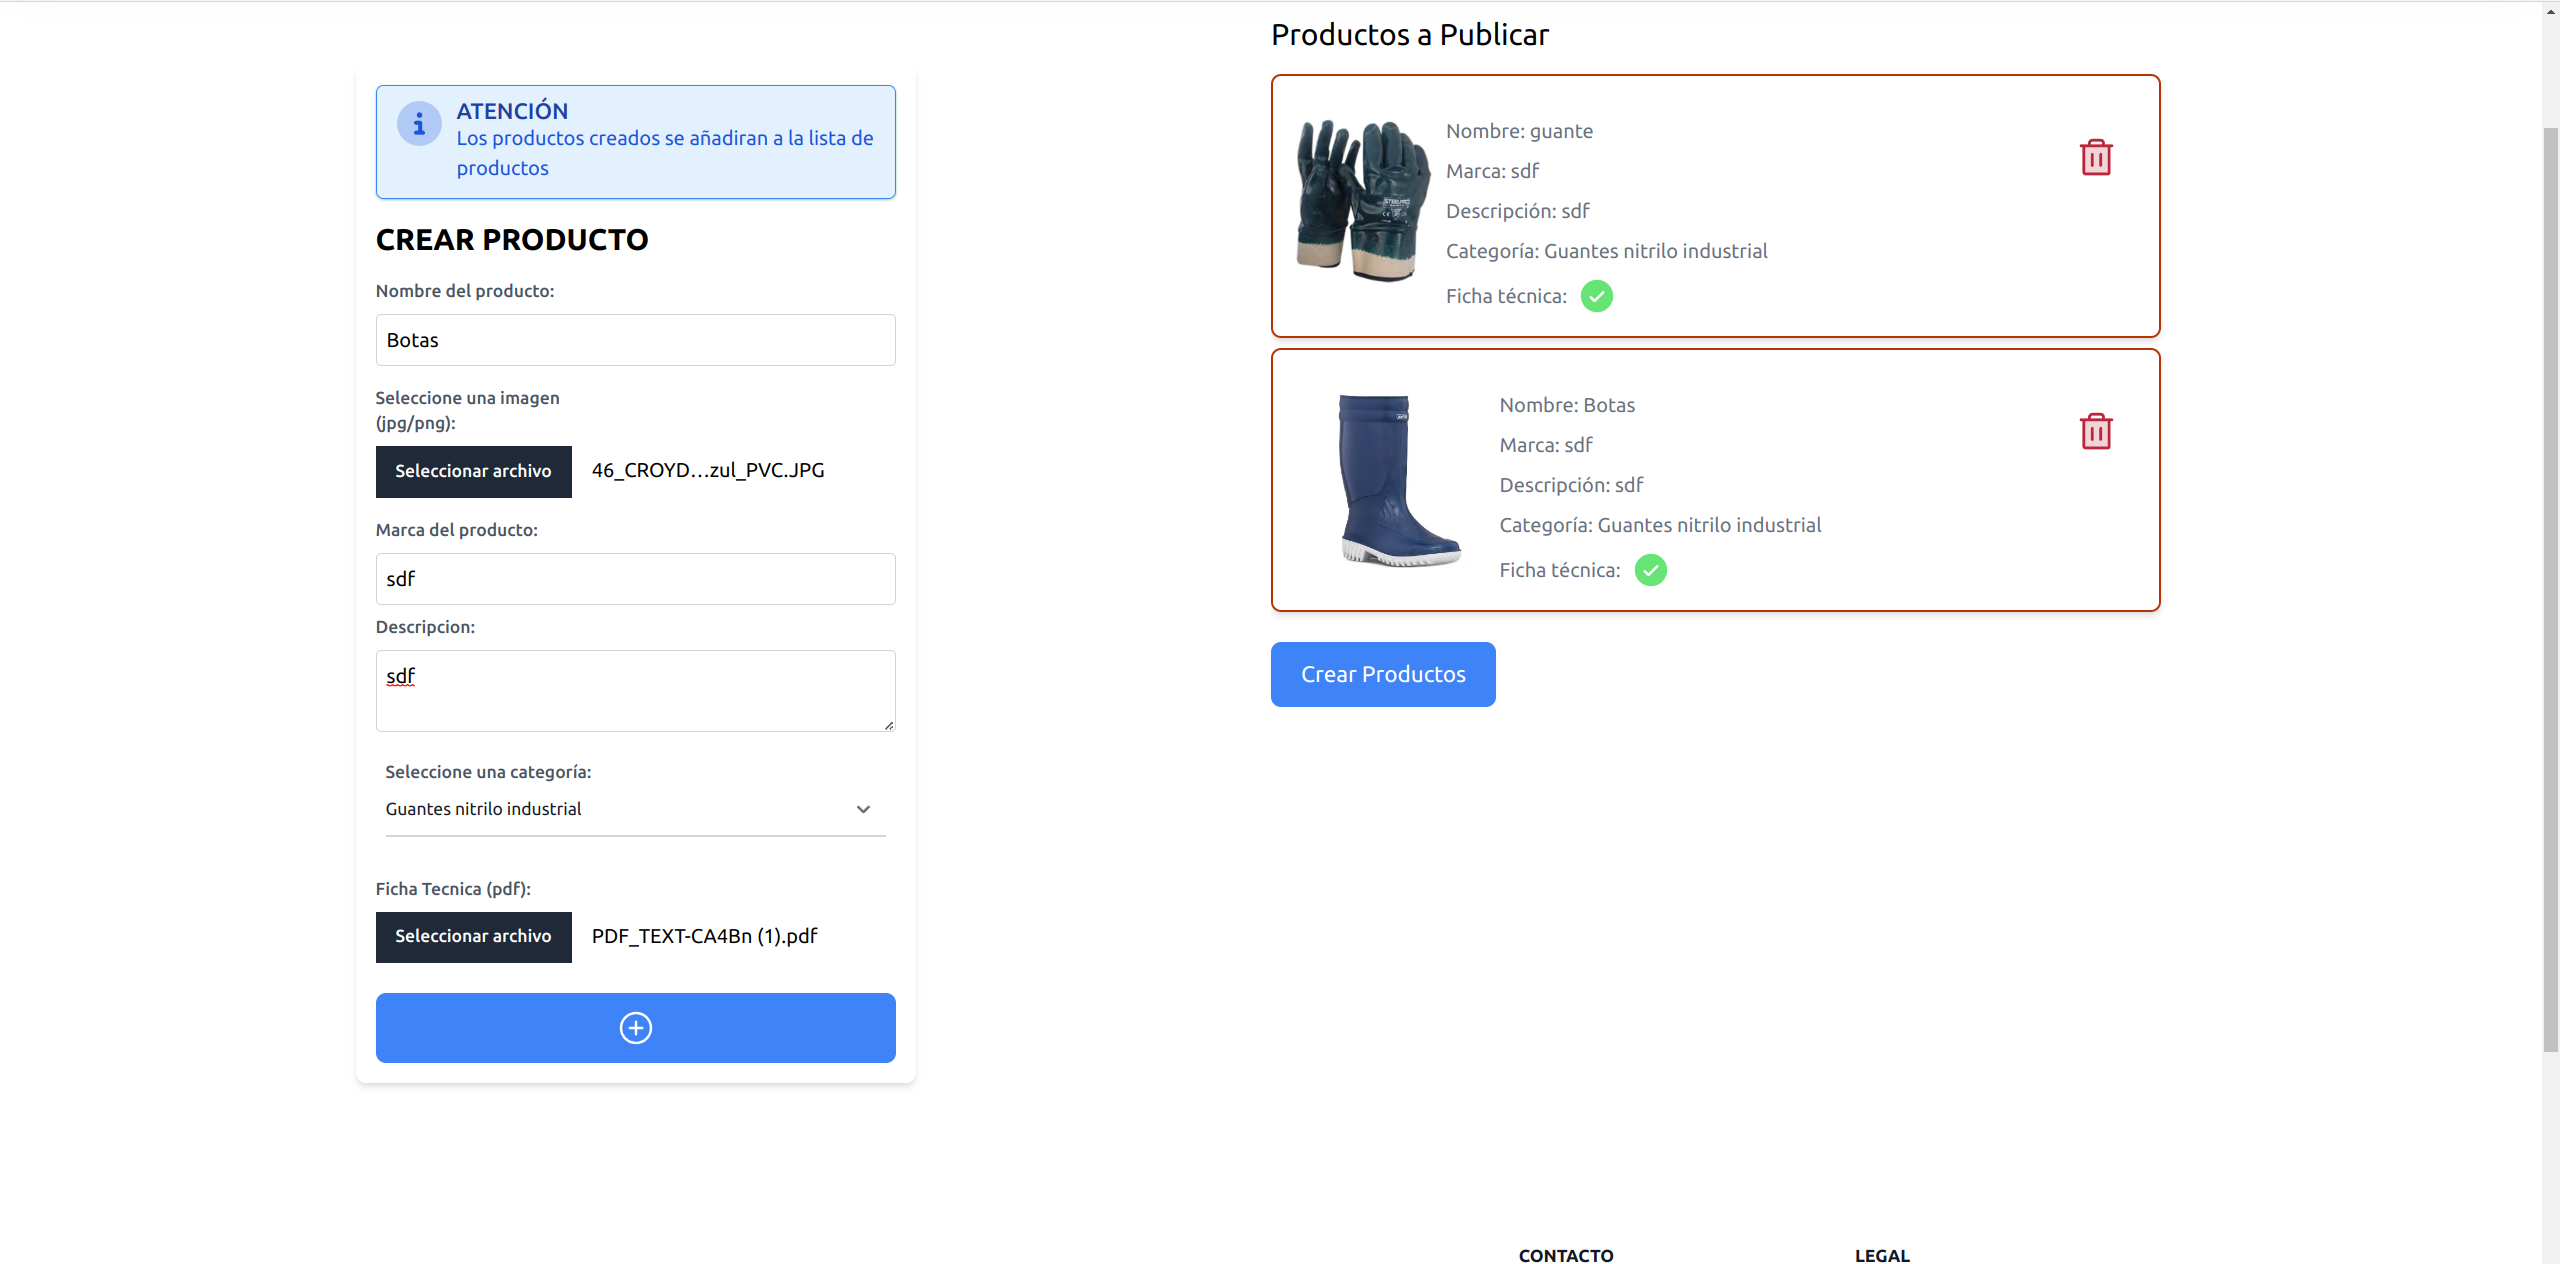 ATENCIÓN
Los productos creados se añadiran a la lista de
productos
CREAR PRODUCTO
Nombre del producto:
Botas
Seleccione una imagen
(jpg/png):
Seleccionar archivo 46_CROYD...zul_PVC.JPG
Marca del producto:
sdf
Descripcion:
sdf
Seleccione una categoría:
Guantes nitrilo industrial
Ficha Tecnica (pdf):
Seleccionar archivo PDF_TEXT-CA4Bn (1).pdf
Productos a Publicar
STEELPRO
Nombre: guante
Marca: sdf
Descripción: sdf
Categoría: Guantes nitrilo industrial
Ficha técnica:
Nombre: Botas
Marca: sdf
Descripción: sdf
Categoría: Guantes nitrilo industrial
Ficha técnica:
Crear Productos
CONTACTO
LEGAL